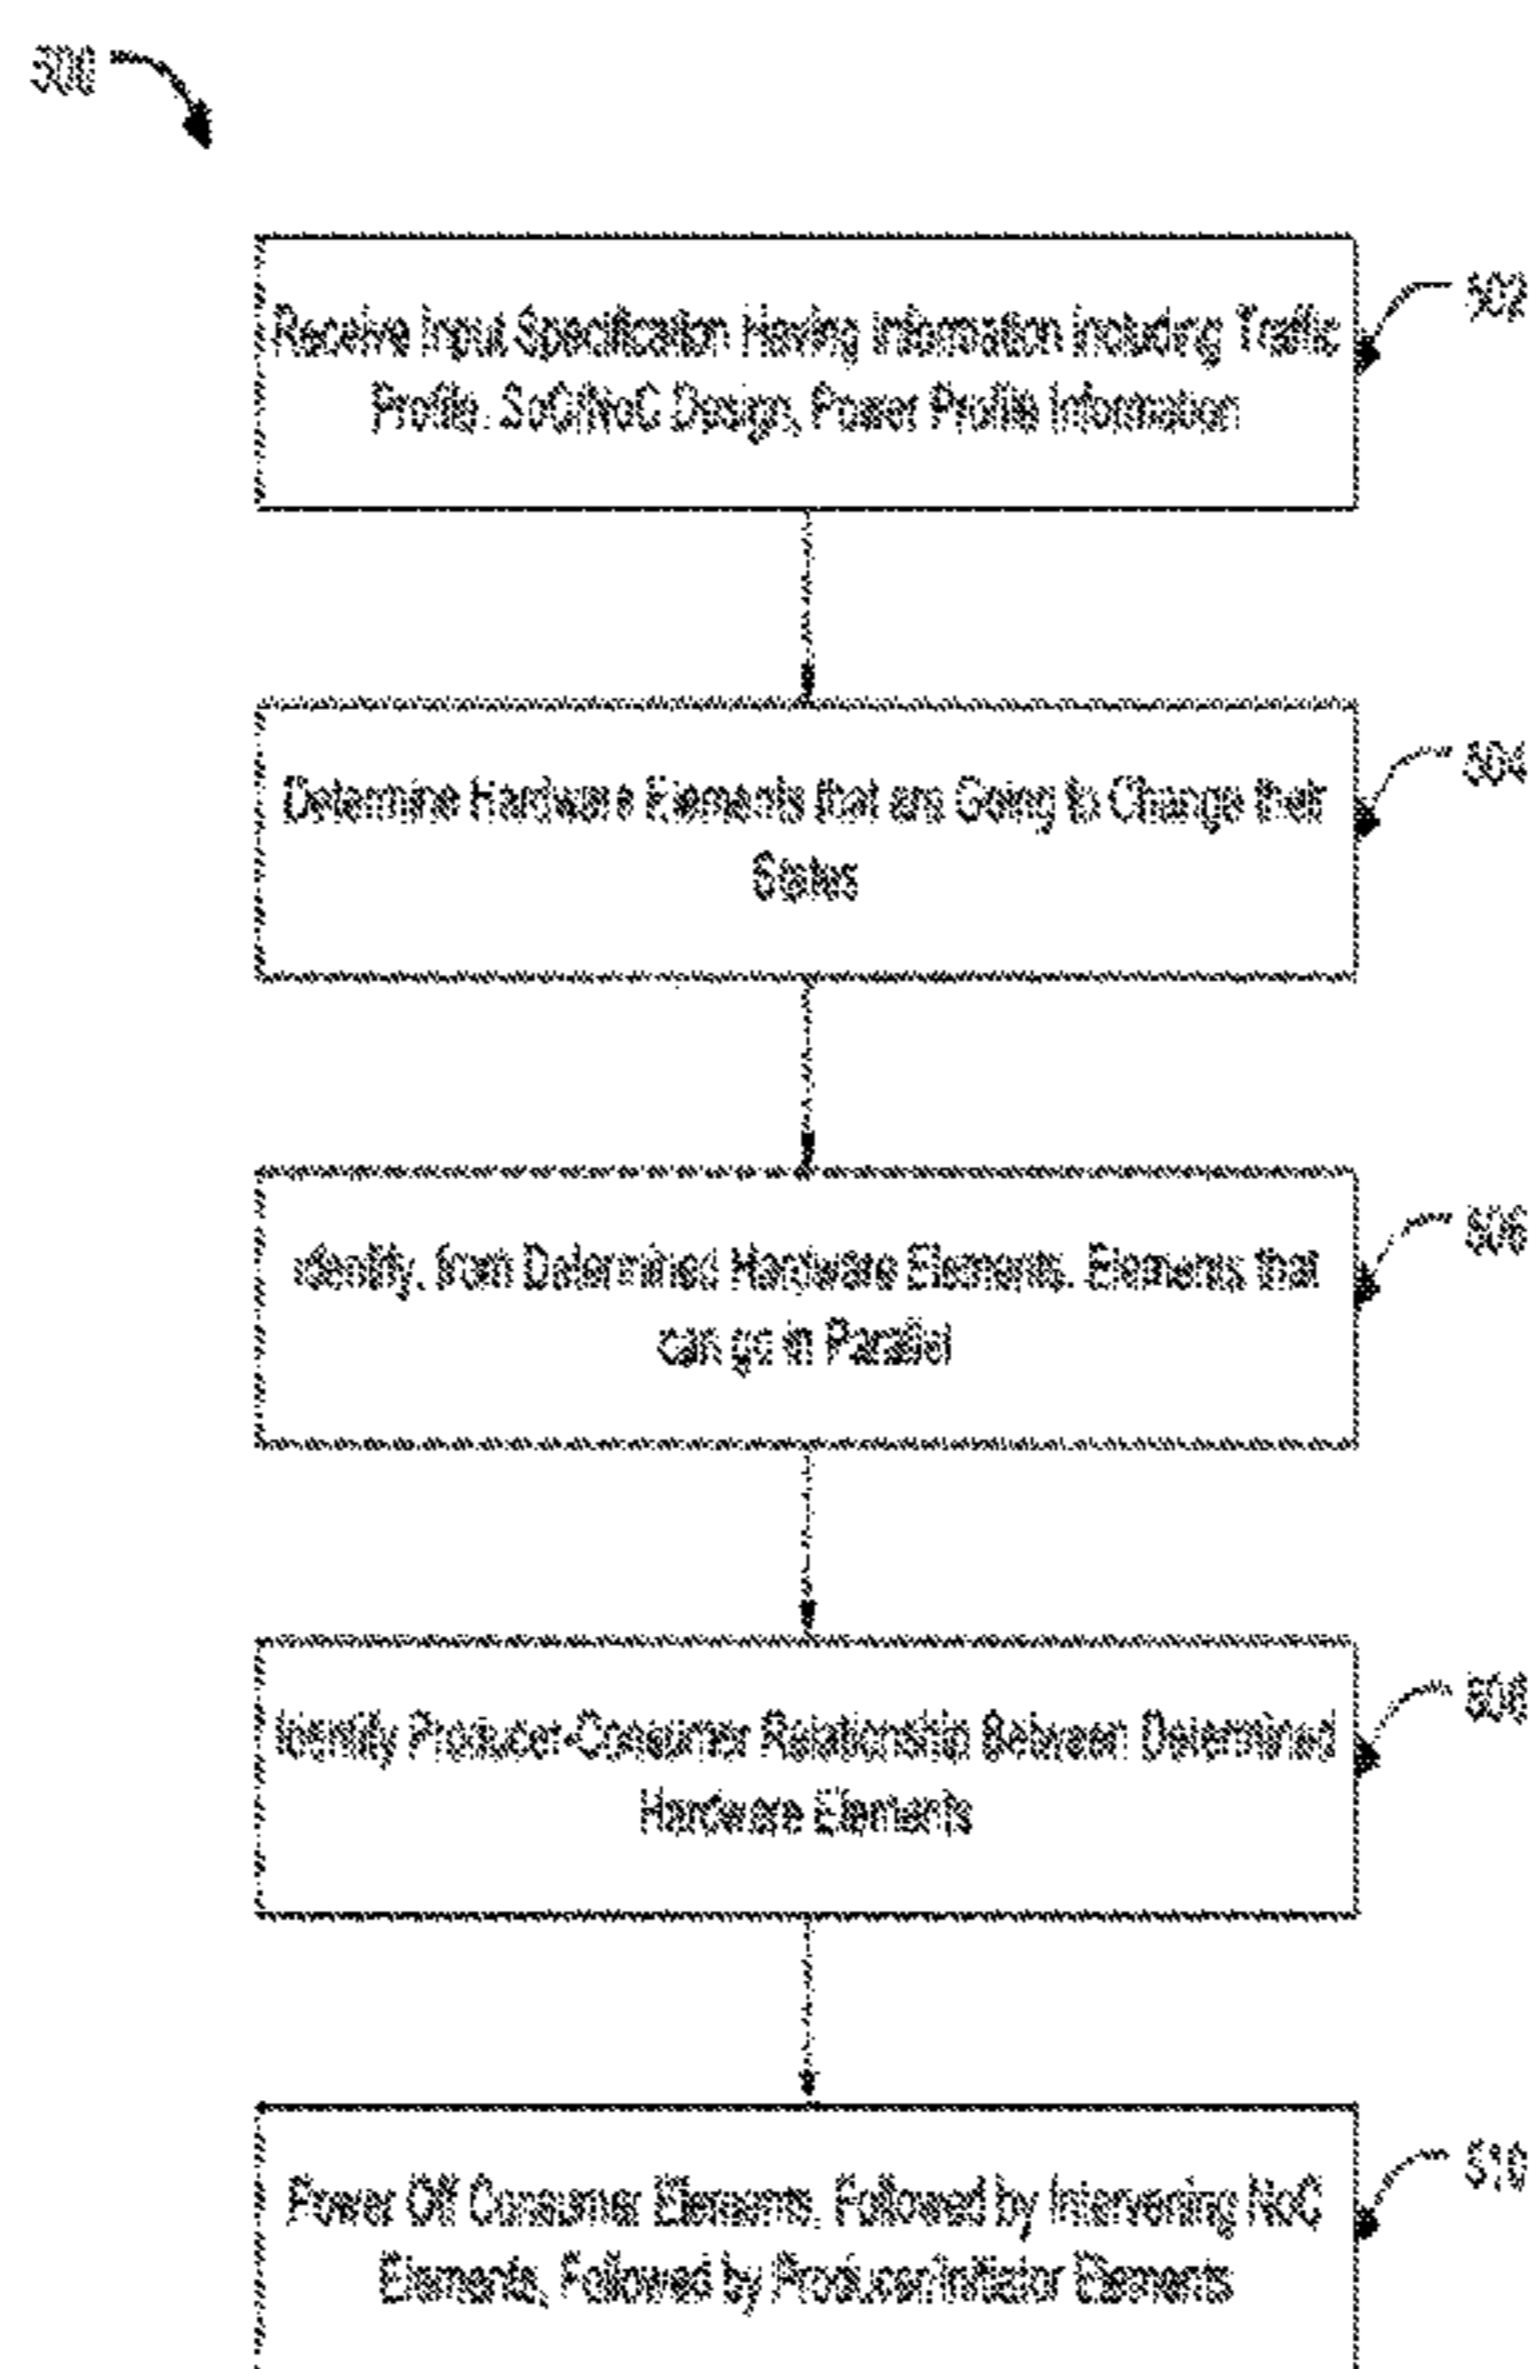 500
Receive Input Specification Having Information Including Traffic
Profile, SoC/NoC Design, Power Profile Information
502
Determine Hardware Elements that are Going to Change their
States
504
Identify, from Determined Hardware Elements, Elements that
can go in Parallel
506
Identify Producer-Consumer Relationship Between Determined
Hardware Elements
508
Power Off Consumer Elements, Followed by Intervening NoC
Elements, Followed by Producer/Initiator Elements
510